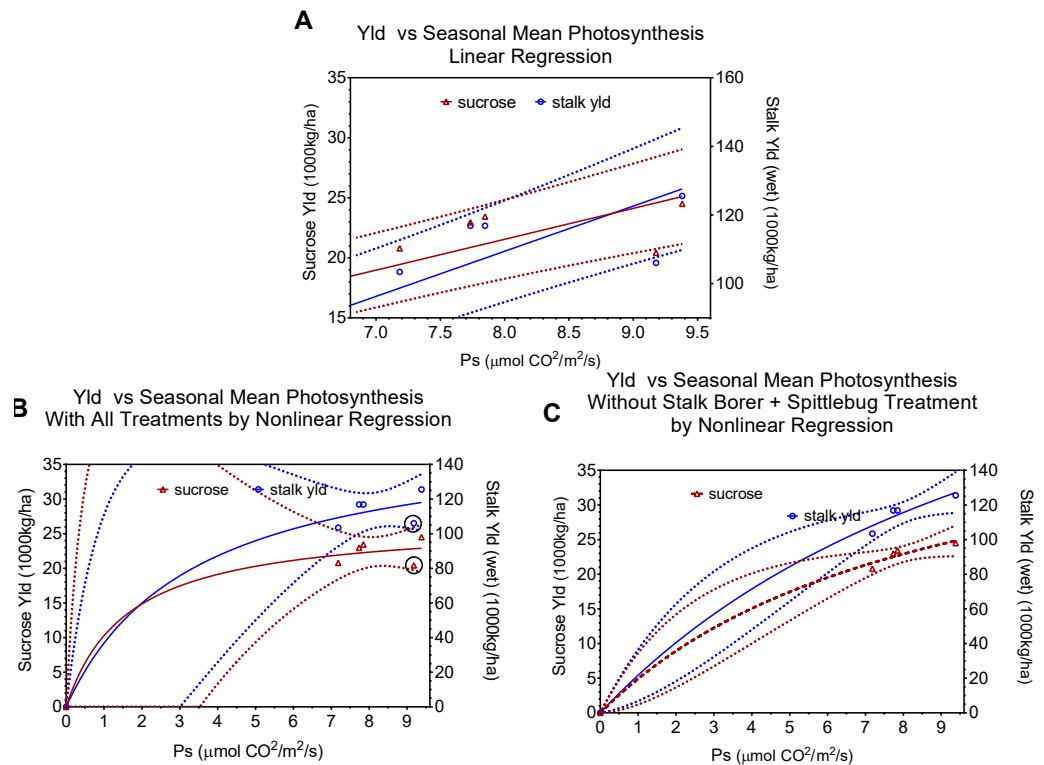 A
Yld vs Seasonal Mean Photosynthesis
Linear Regression
sucrose
stalk yld
Sucrose Yld (1000kg/ha)
35
30
25
20
15
160
140
120
100
Stalk Yld (wet) (1000kg/ha)
7.0 7.5 8.0 8.5 9.0 9.5
Ps (μmol CO²/m²/s)
B
Yld vs Seasonal Mean Photosynthesis
With All Treatments by Nonlinear Regression
sucrose
stalk yld
Sucrose Yld (1000kg/ha)
35
30
25
20
15
10
5
0
140
120
100
80
60
40
20
0
Stalk Yld (wet) (1000kg/ha)
0 1 2 3 4 5 6 7 8 9
Ps (μmol CO²/m²/s)
C
Yld vs Seasonal Mean Photosynthesis
Without Stalk Borer + Spittlebug Treatment
by Nonlinear Regression
sucrose
stalk yld
Sucrose Yld (1000kg/ha)
35
30
25
20
15
10
5
0
140
120
100
80
60
40
20
0
Stalk Yld (wet) (1000kg/ha)
0 1 2 3 4 5 6 7 8 9
Ps (μmol CO²/m²/s)